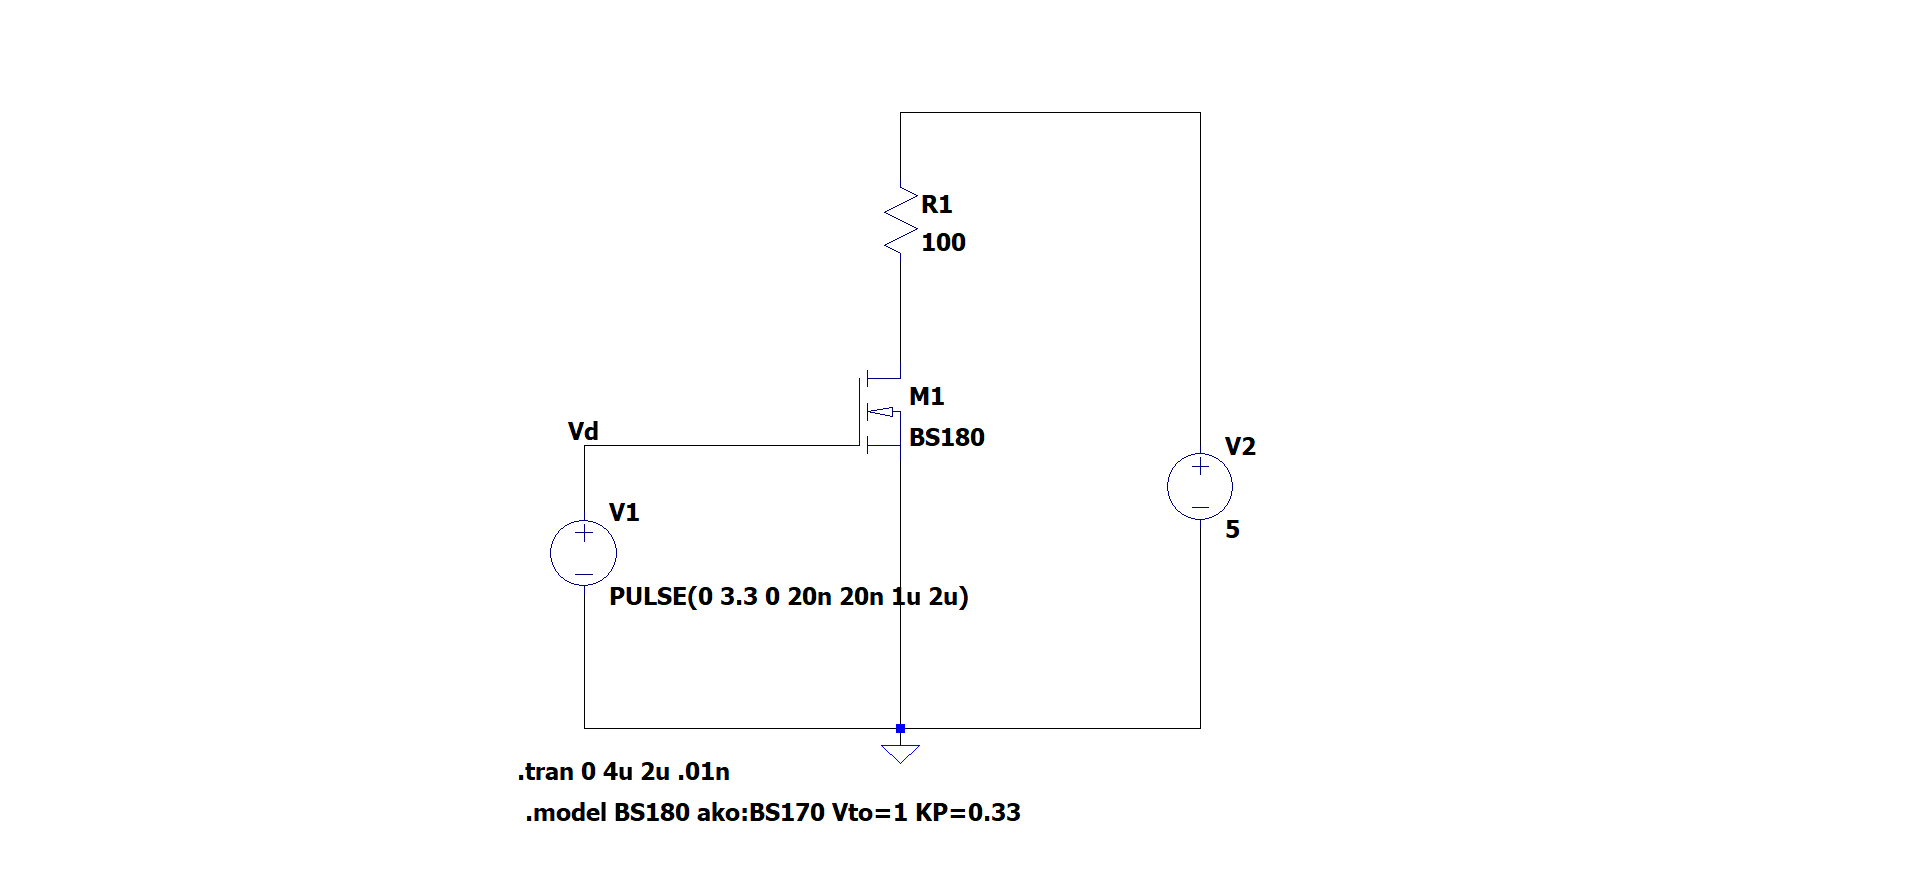 R1
100
M1
BS180
Vd
V1
PULSE(0 3.3 0 20n 20n 1u 2u)
V2
5
.tran 0 4u 2u .01n
.model BS180 ako:BS170 Vto=1 KP=0.33